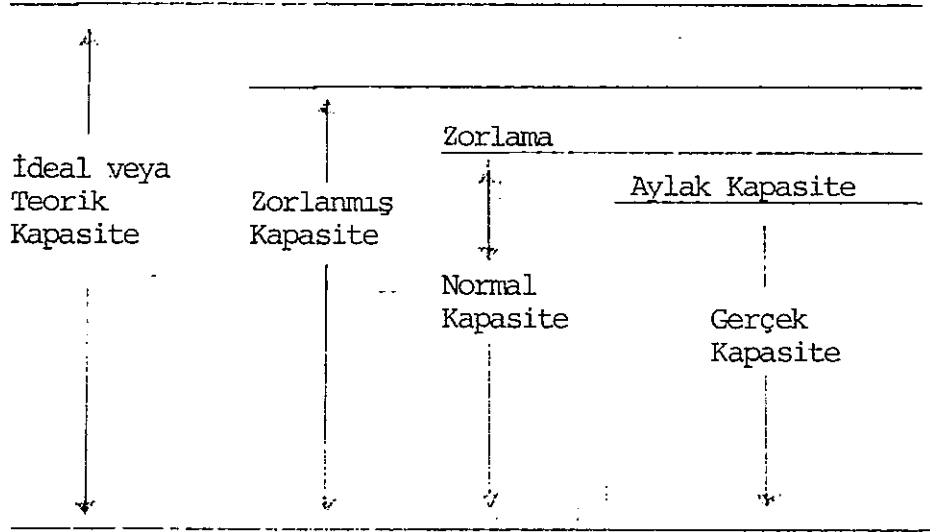 İdeal veya
Teorik
Kapasite
Zorlanmış
Kapasite
Zorlama
Normal
Kapasite
Aylak Kapasite
Gerçek
Kapasite